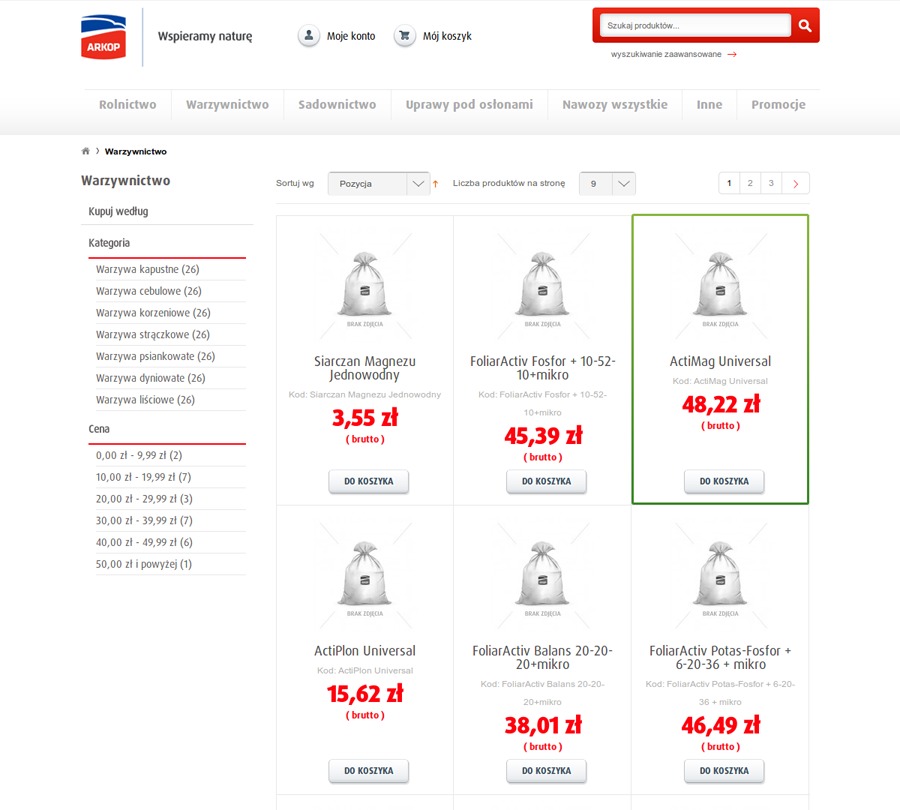 ARKOP
Wspieramy naturę
Moje konto
Mój koszyk
Szukaj produktów...
wyszukiwanie zaawansowane
Rolnictwo
Warzywnictwo
Sadownictwo
Uprawy pod osłonami
Nawozy wszystkie
Inne
Promocje
Warzywnictwo
Warzywnictwo
Kupuj według
Kategoria
Warzywa kapustne (26)
Warzywa cebulowe (26)
Warzywa korzeniowe (26)
Warzywa strączkowe (26)
Warzywa psiankowate (26)
Warzywa dyniowate (26)
Warzywa liściowe (26)
Cena
0,00 zł - 9,99 zł (2)
10,00 zł - 19,99 zł (7)
20,00 zł - 29,99 zł (3)
30,00 zł - 39,99 zł (7)
40,00 zł - 49,99 zł (6)
50,00 zł i powyżej (1)
Sortuj wg
Pozycja
Liczba produktów na stronę
9
1 2 3
BRAK ZDJĘCIA
Siarczan Magnezu
Jednowodny
Kod: Siarczan Magnezu Jednowodny
3,55 zł
( brutto )
DO KOSZYKA
BRAK ZDJĘCIA
FoliarActiv Fosfor + 10-52-
10+mikro
Kod: FoliarActiv Fosfor + 10-52-
10+mikro
45,39 zł
( brutto )
DO KOSZYKA
BRAK ZDJĘCIA
ActiMag Universal
Kod: ActiMag Universal
48,22 zł
( brutto )
DO KOSZYKA
BRAK ZDJĘCIA
ActiPlon Universal
Kod: ActiPlon Universal
15,62 zł
( brutto )
DO KOSZYKA
BRAK ZDJĘCIA
FoliarActiv Balans 20-20-
20+mikro
Kod: FoliarActiv Balans 20-20-
20+mikro
38,01 zł
( brutto )
DO KOSZYKA
BRAK ZDJĘCIA
FoliarActiv Potas-Fosfor +
6-20-36 + mikro
Kod: FoliarActiv Potas-Fosfor + 6-20-
36 + mikro
46,49 zł
( brutto )
DO KOSZYKA